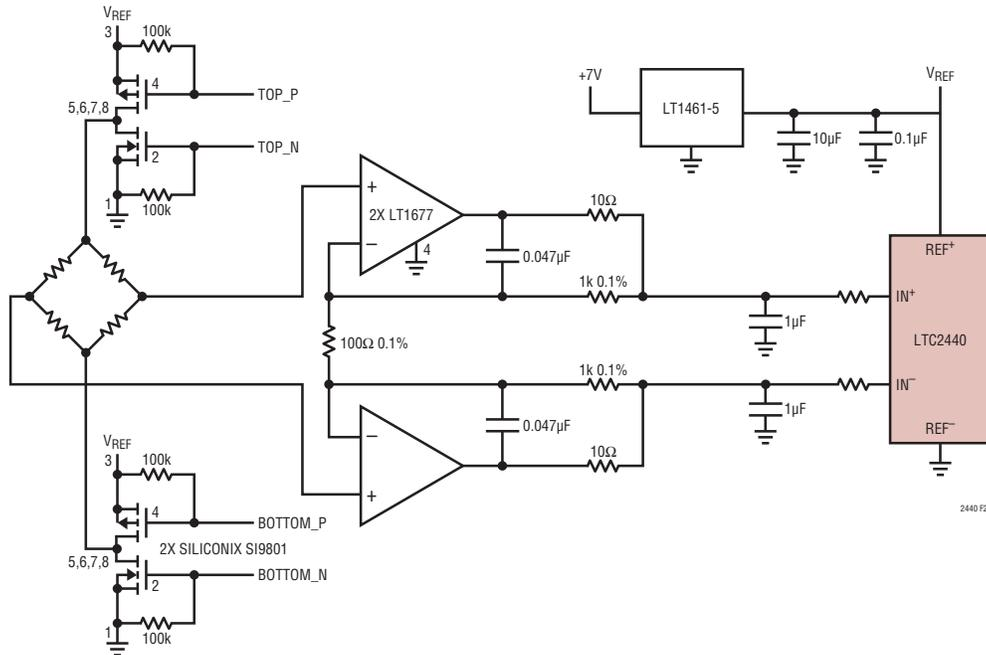 VREF
3
100k
4
TOP_P
5,6,7,8
TOP_N
2
1
100k
+7V
LT1461-5
VREF
10µF
0.1µF
+
2X LT1677
−
4
10Ω
0.047µF
1k 0.1%
100Ω 0.1%
1k 0.1%
−
+
0.047µF
10Ω
1µF
1µF
REF+
IN+
LTC2440
IN−
REF−
VREF
3
100k
4
BOTTOM_P
2X SILICONIX SI9801
5,6,7,8
BOTTOM_N
2
1
100k
2440 F2